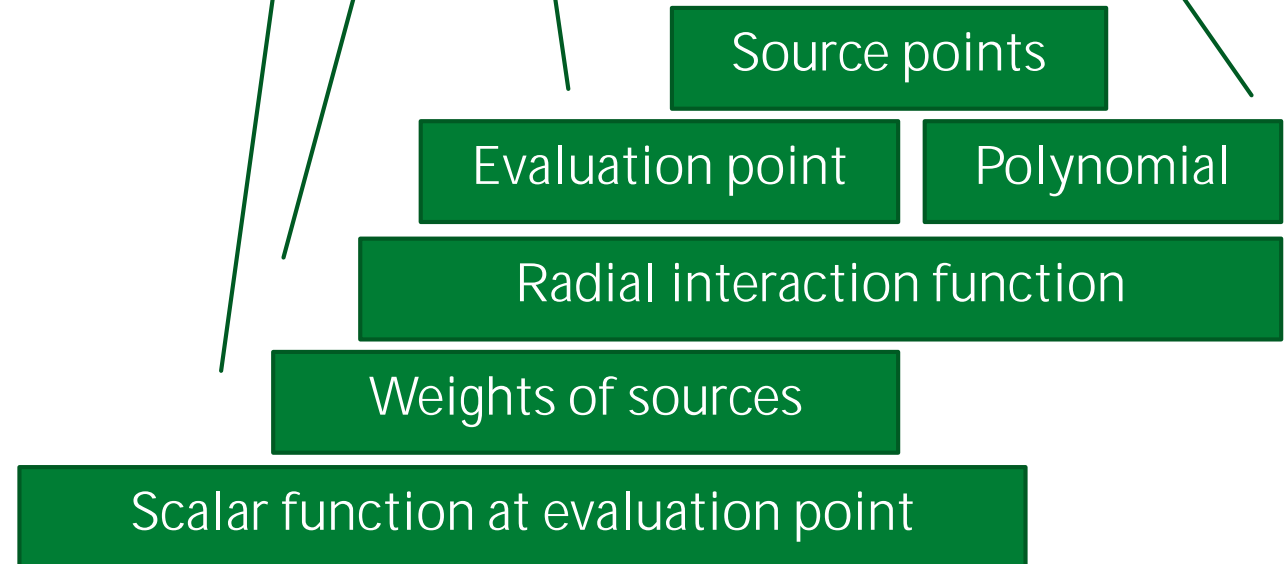 Source points
Evaluation point
Polynomial
Radial interaction function
Weights of sources
Scalar function at evaluation point